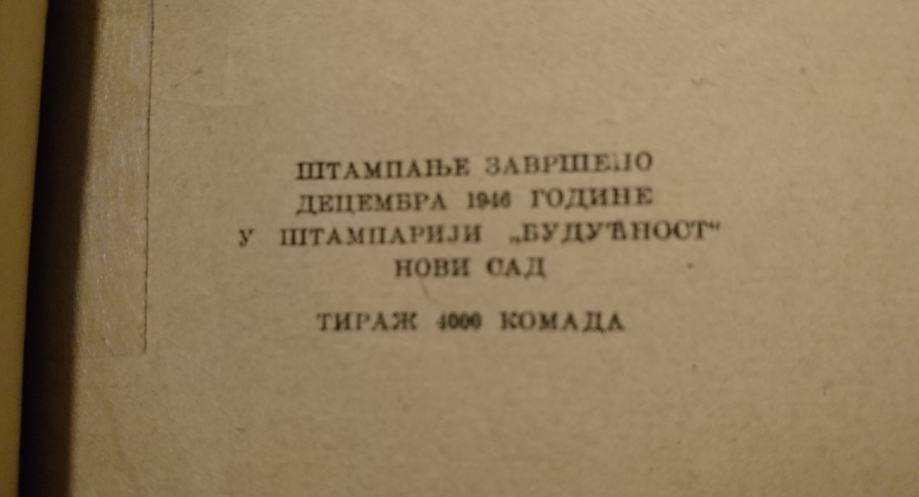 ШТАМПАЊЕ ЗАВРШЕНО
ДЕЦЕМБРА 1946 ГОДИНЕ
У ШТАМПАРИЈИ „БУДУЋНОСТ“
НОВИ САД
ТИРАЖ 4000 КОМАДА